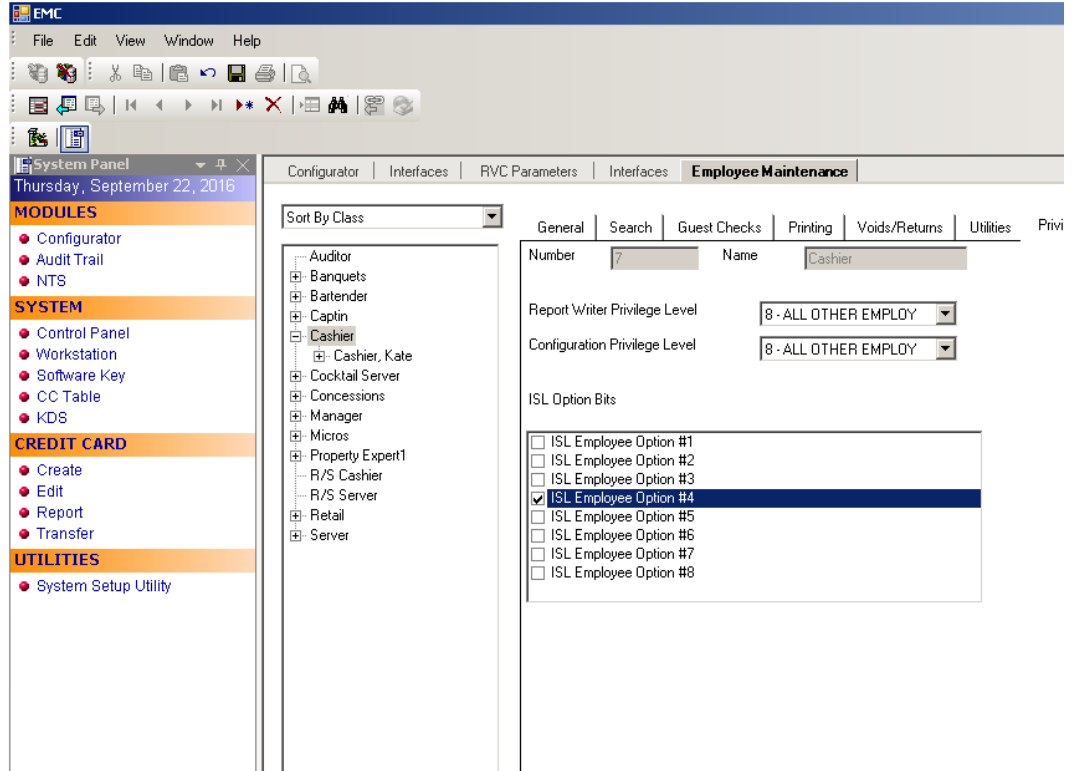 EMC
File Edit View Window Help
System Panel
Thursday, September 22, 2016
MODULES
Configurator
Audit Trail
NTS
SYSTEM
Control Panel
Workstation
Software Key
CC Table
KDS
CREDIT CARD
Create
Edit
Report
Transfer
UTILITIES
System Setup Utility
Configurator Interfaces RVC Parameters Interfaces Employee Maintenance
Sort By Class
Auditor
Banquets
Bartender
Captin
Cashier
Cashier, Kate
Cocktail Server
Concessions
Manager
Micros
Property Expert1
R/S Cashier
R/S Server
Retail
Server
General Search Guest Checks Printing Voids/Returns Utilities Privi
Number 7 Name Cashier
Report Writer Privilege Level 8 - ALL OTHER EMPLOY
Configuration Privilege Level 8 - ALL OTHER EMPLOY
ISL Option Bits
ISL Employee Option #1
ISL Employee Option #2
ISL Employee Option #3
ISL Employee Option #4
ISL Employee Option #5
ISL Employee Option #6
ISL Employee Option #7
ISL Employee Option #8